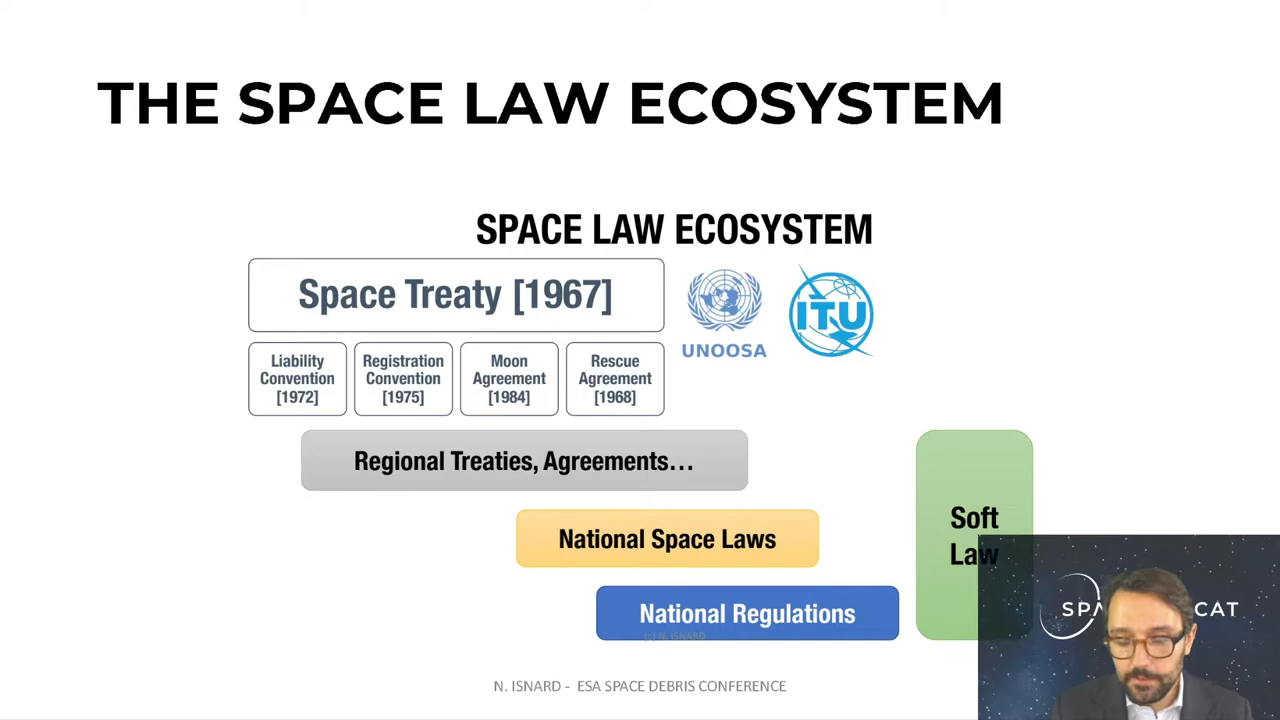 THE SPACE LAW ECOSYSTEM
SPACE LAW ECOSYSTEM
Space Treaty [1967]
UNOOSA
ITU
Liability
Convention
[1972]
Registration
Convention
[1975]
Moon
Agreement
[1984]
Rescue
Agreement
[1968]
Regional Treaties, Agreements…
National Space Laws
National Regulations
(c) N. ISNARD
Soft
Law
N. ISNARD - ESA SPACE DEBRIS CONFERENCE